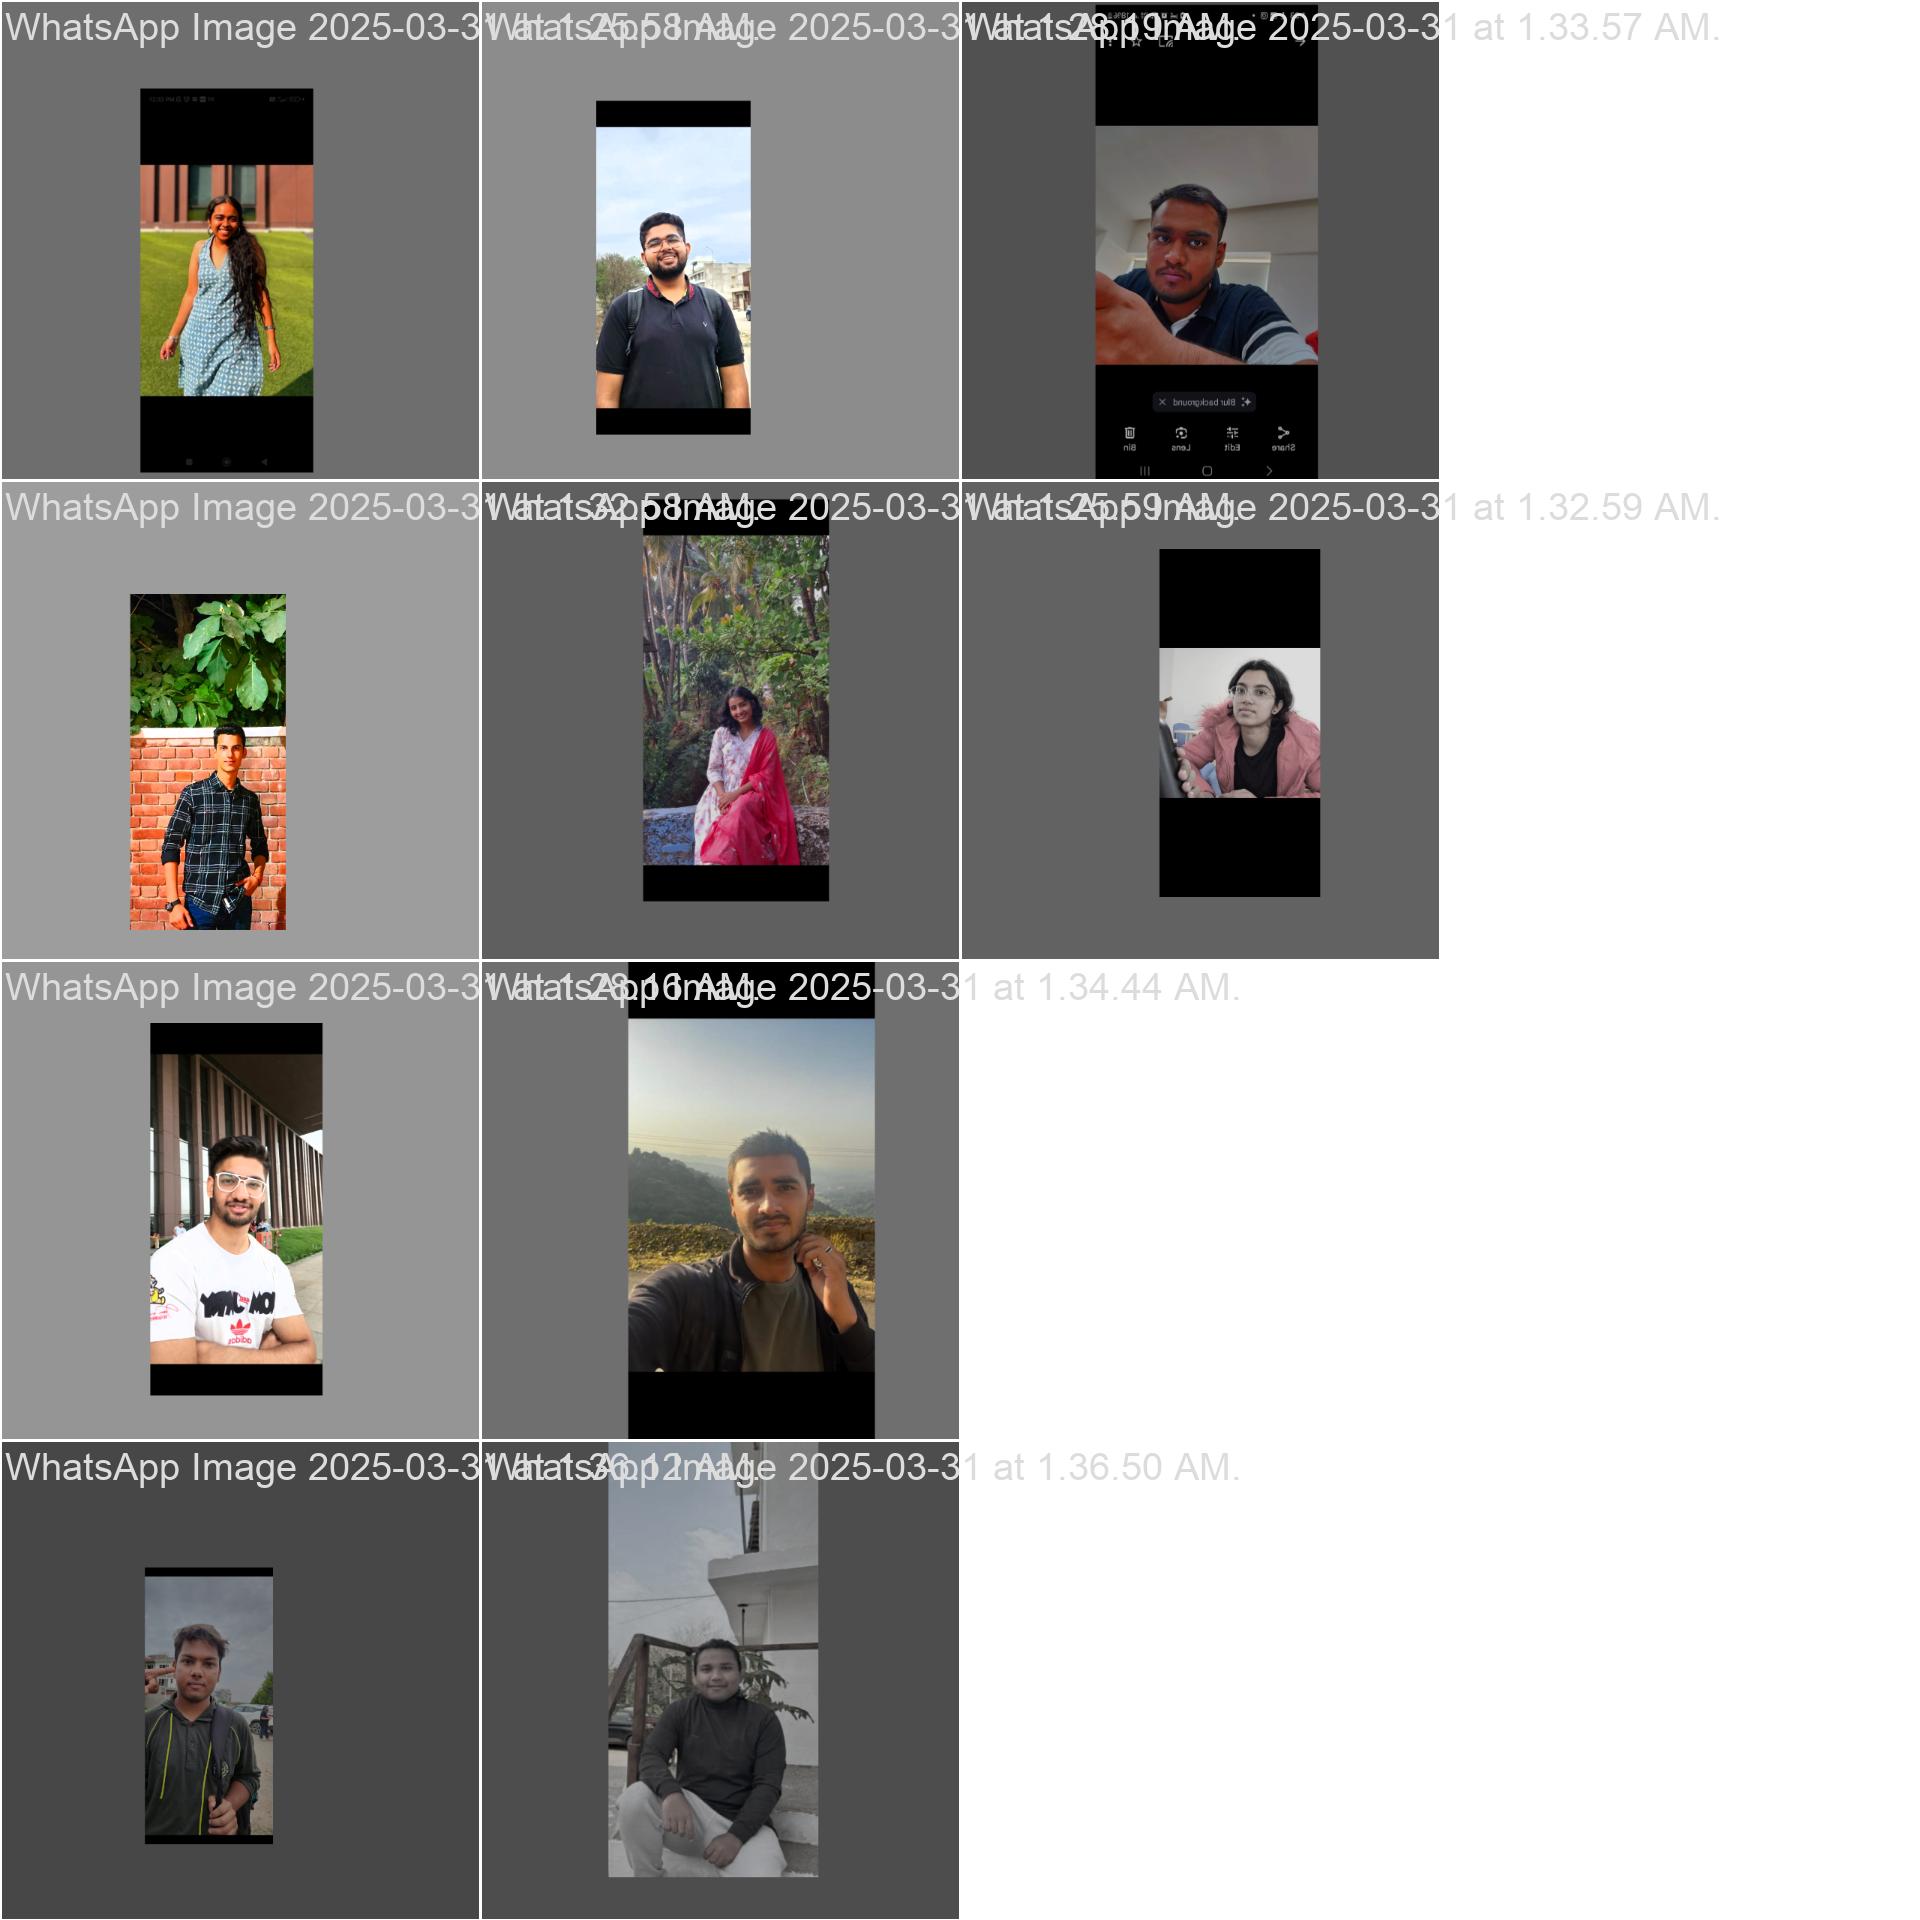 WhatsApp Image 2025-03-31 at 1.25.58 AM.
WhatsApp Image 2025-03-31 at 1.28.19 AM.
WhatsApp Image 2025-03-31 at 1.33.57 AM.
Blur background
Share
Edit
Lens
Bin
WhatsApp Image 2025-03-31 at 1.32.58 AM.
WhatsApp Image 2025-03-31 at 1.25.59 AM.
WhatsApp Image 2025-03-31 at 1.32.59 AM.
WhatsApp Image 2025-03-31 at 1.28.16 AM.
WhatsApp Image 2025-03-31 at 1.34.44 AM.
adidas
WhatsApp Image 2025-03-31 at 1.36.12 AM.
WhatsApp Image 2025-03-31 at 1.36.50 AM.